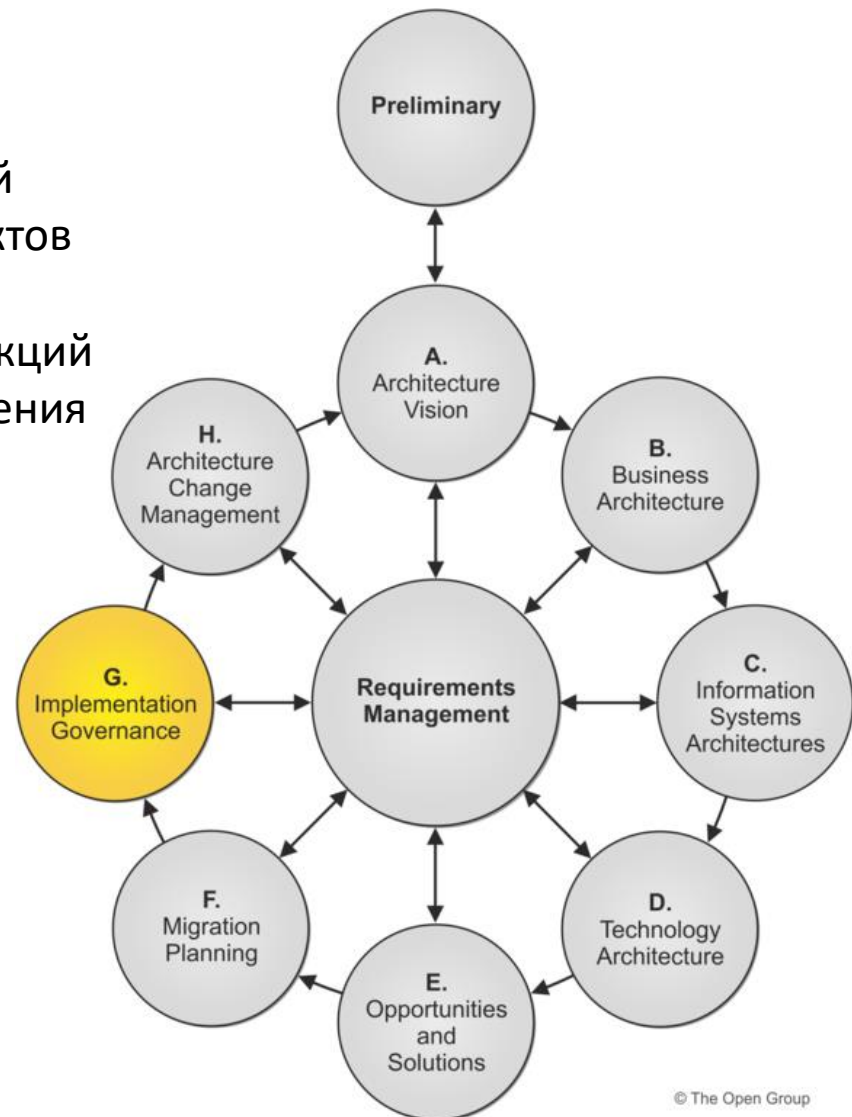 Preliminary
й
ктов
кций
ения
A.
Architecture
Vision
H.
Architecture
Change
Management
B.
Business
Architecture
G.
Implementation
Governance
Requirements
Management
C.
Information
Systems
Architectures
F.
Migration
Planning
D.
Technology
Architecture
E.
Opportunities
and
Solutions
© The Open Group